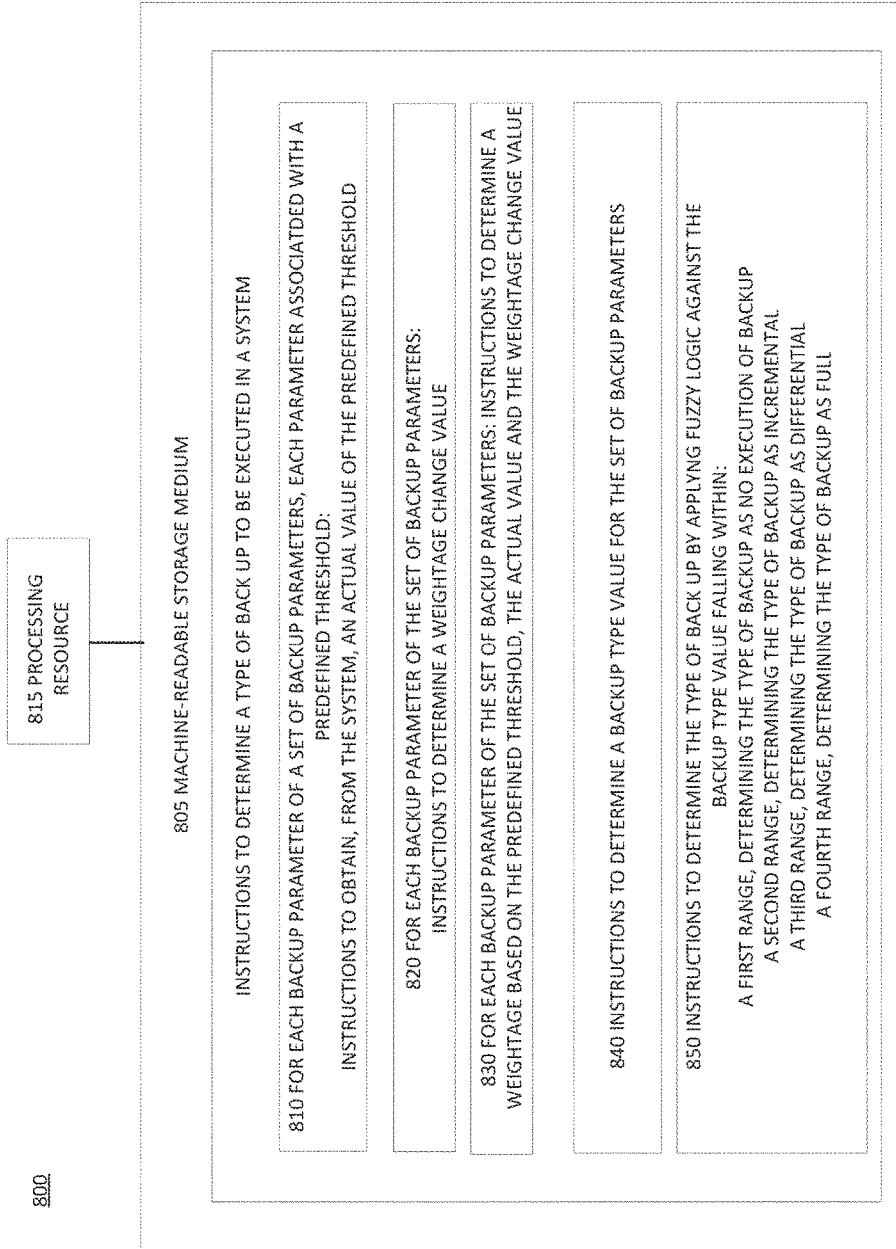 800
815 PROCESSING
RESOURCE
805 MACHINE-READABLE STORAGE MEDIUM
INSTRUCTIONS TO DETERMINE A TYPE OF BACK UP TO BE EXECUTED IN A SYSTEM
810 FOR EACH BACKUP PARAMETER OF A SET OF BACKUP PARAMETERS, EACH PARAMETER ASSOCIATDED WITH A
PREDEFINED THRESHOLD:
INSTRUCTIONS TO OBTAIN, FROM THE SYSTEM, AN ACTUAL VALUE OF THE PREDEFINED THRESHOLD
820 FOR EACH BACKUP PARAMETER OF THE SET OF BACKUP PARAMETERS:
INSTRUCTIONS TO DETERMINE A WEIGHTAGE CHANGE VALUE
830 FOR EACH BACKUP PARAMETER OF THE SET OF BACKUP PARAMETERS: INSTRUCTIONS TO DETERMINE A
WEIGHTAGE BASED ON THE PREDEFINED THRESHOLD, THE ACTUAL VALUE AND THE WEIGHTAGE CHANGE VALUE
840 INSTRUCTIONS TO DETERMINE A BACKUP TYPE VALUE FOR THE SET OF BACKUP PARAMETERS
850 INSTRUCTIONS TO DETERMINE THE TYPE OF BACK UP BY APPLYNG FUZZY LOGIC AGAINST THE
BACKUP TYPE VALUE FALLING WITHIN:
A FIRST RANGE, DETERMINING THE TYPE OF BACKUP AS NO EXECUTION OF BACKUP
A SECOND RANGE, DETERMINING THE TYPE OF BACKUP AS INCREMENTAL
A THIRD RANGE, DETERMINING THE TYPE OF BACKUP AS DIFFERENTIAL
A FOURTH RANGE, DETERMINING THE TYPE OF BACKUP AS FULL